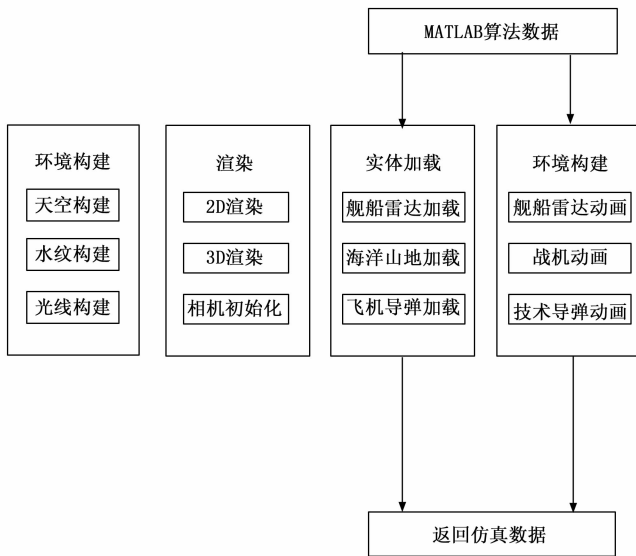 MATLAB算法数据
环境构建
天空构建
水纹构建
光线构建
渲染
2D渲染
3D渲染
相机初始化
实体加载
舰船雷达加载
海洋山地加载
飞机导弹加载
环境构建
舰船雷达动画
战机动画
技术导弹动画
返回仿真数据